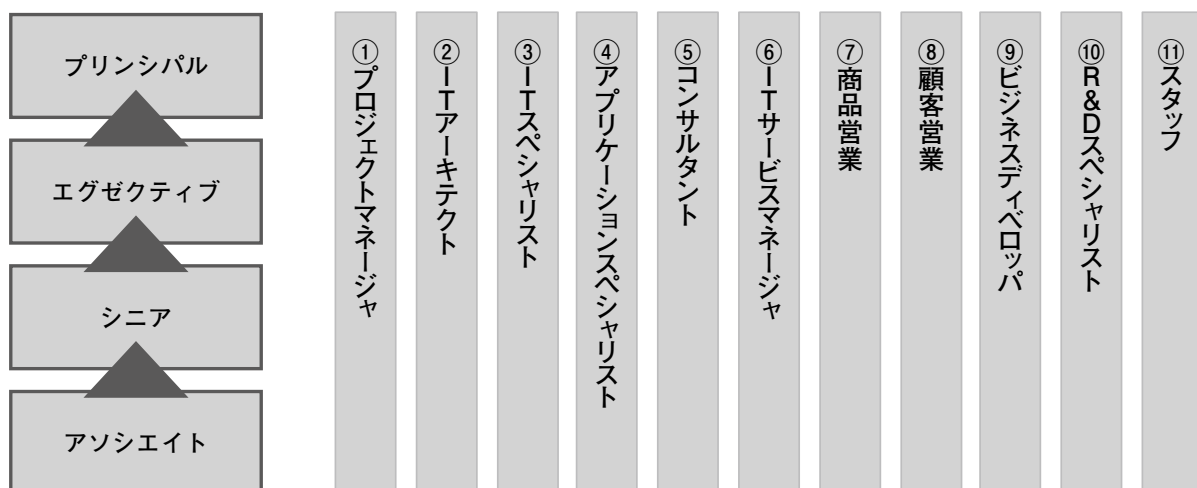 プリンシパル
エグゼクティブ
シニア
アソシエイト
①プロジェクトマネージャ
②ITアーキテクト
③ITスペシャリスト
④アプリケーションスペシャリスト
⑤コンサルタント
⑥ITサービスマネージャ
⑦商品営業
⑧顧客営業
⑨ビジネスディベロッパ
⑩R&Dスペシャリスト
⑪スタッフ